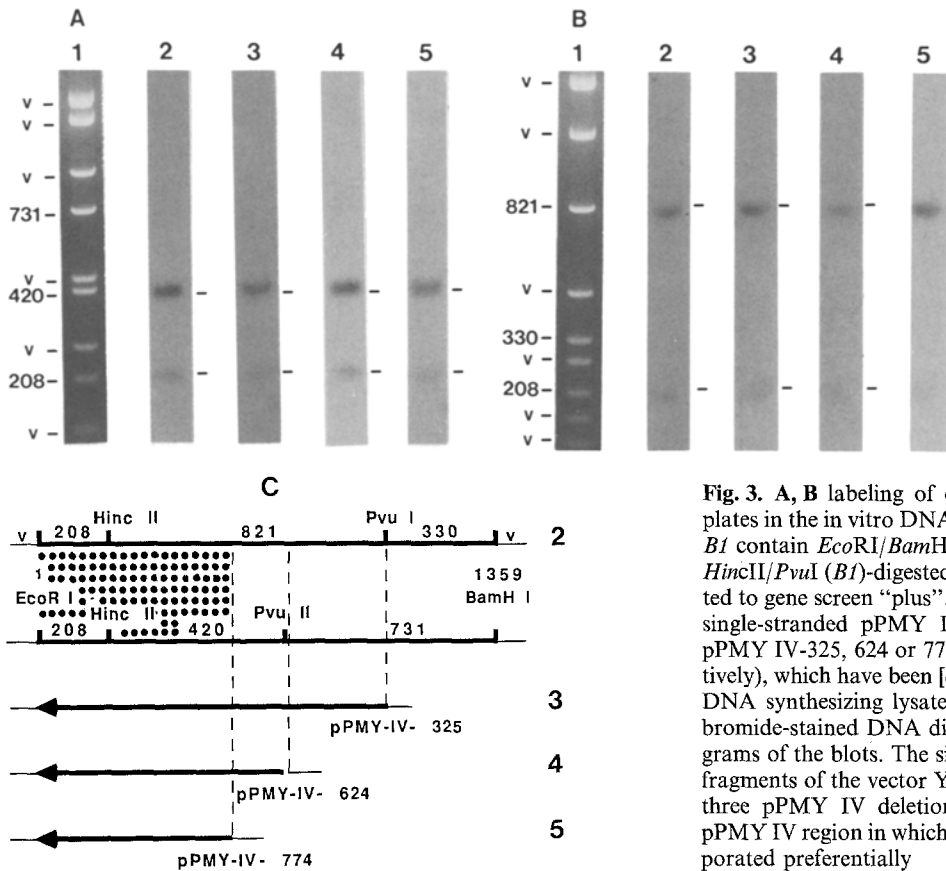 A
1 2 3 4 5
v –
v –
v –
731 –
v –
420 –
v –
208 –
v –
B
1 2 3 4 5
v –
v –
821 –
v –
330 –
v –
208 –
v –
v –
C
Hinc II Pvu I
v 208 821 330 v 2
1 1359
EcoR I BamH I
Hinc II Pvu II
208 420 731
3
pPMY-IV- 325
4
pPMY-IV- 624
5
pPMY-IV- 774
Fig. 3. A, B labeling of
plates in the in vitro DNA
B1 contain EcoRI/BamH
HincII/PvuI (B1)-digested
ted to gene screen “plus”.
single-stranded pPMY I
pPMY IV-325, 624 or 77
tively), which have been [
DNA synthesizing lysate
bromide-stained DNA di
grams of the blots. The si
fragments of the vector Y
three pPMY IV deletion
pPMY IV region in which
porated preferentially